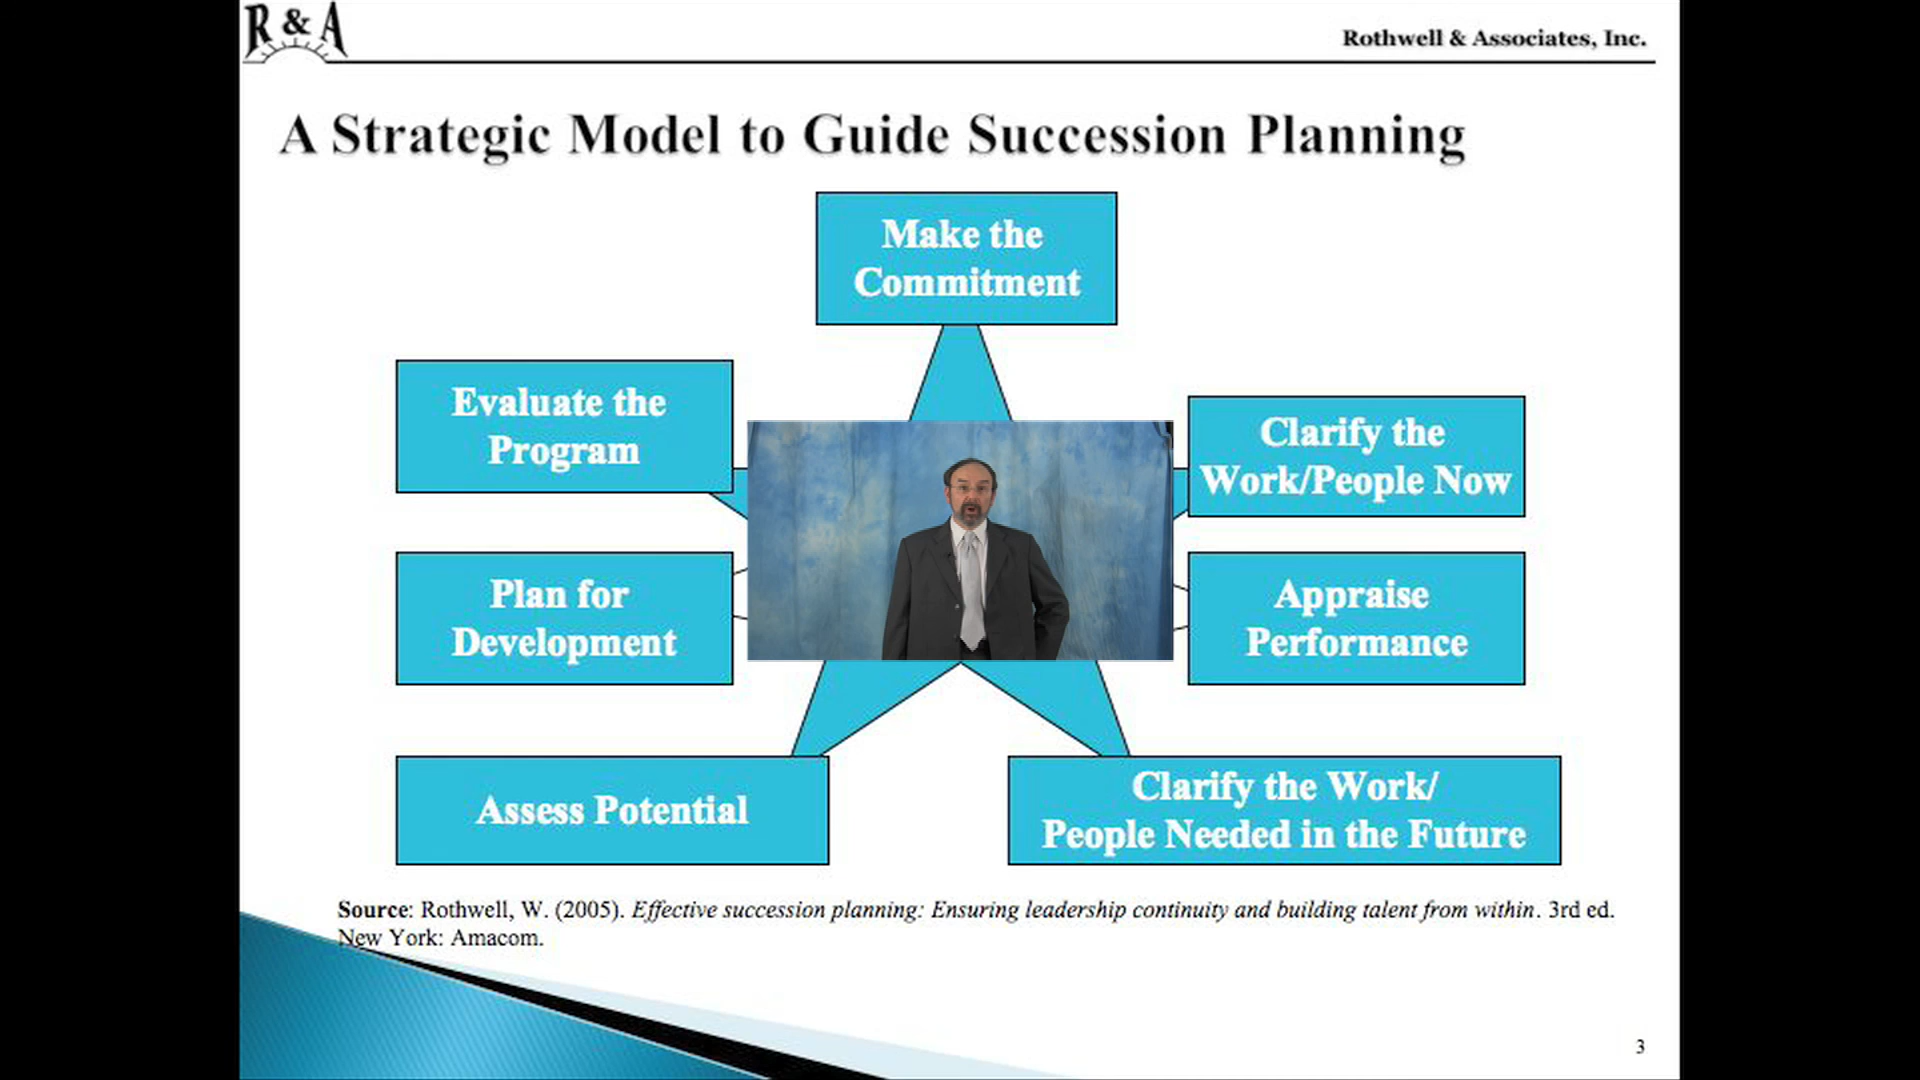 R & A
Rothwell & Associates, Inc.
A Strategic Model to Guide Succession Planning
Make the
Commitment
Evaluate the
Program
Clarify the
Work/People Now
Plan for
Development
Appraise
Performance
Assess Potential
Clarify the Work/
People Needed in the Future
Source: Rothwell, W. (2005). Effective succession planning: Ensuring leadership continuity and building talent from within. 3rd ed.
New York: Amacom.
3